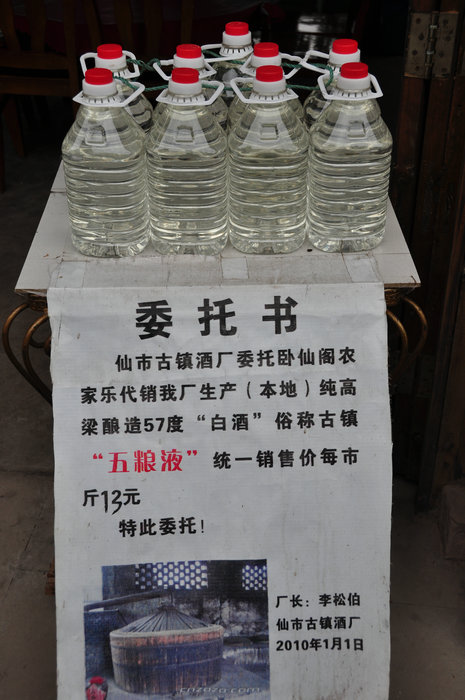 委托书
仙市古镇酒厂委托卧仙阁农
家乐代销我厂生产（本地）纯高
粱酿造57度“白酒”俗称古镇
“五粮液”统一销售价每市
斤13元
特此委托！
厂长：李松伯
仙市古镇酒厂
2010年1月1日
cnzozo.com